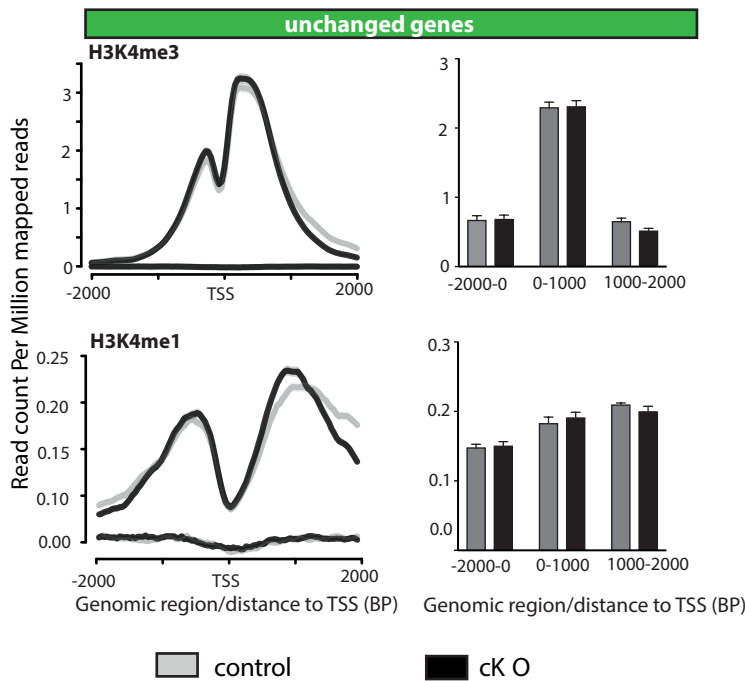 unchanged genes
H3K4me3
Read count Per Million mapped reads
3
2
1
0
-2000
TSS
2000
3
2
1
0
-2000-0
0-1000
1000-2000
H3K4me1
0.25
0.20
0.15
0.10
0.00
-2000
TSS
2000
Genomic region/distance to TSS (BP)
0.3
0.2
0.1
0.0
-2000-0
0-1000
1000-2000
Genomic region/distance to TSS (BP)
control
cK O